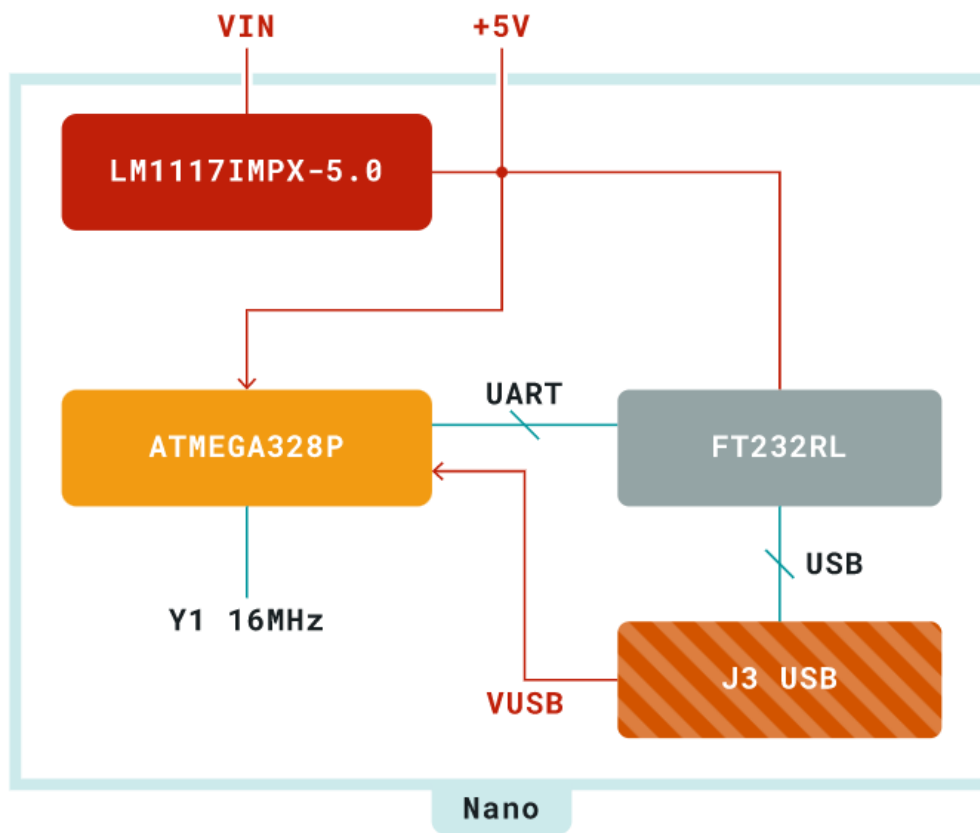 VIN
+5V
LM1117IMPX-5.0
UART
ATMEGA328P
FT232RL
USB
Y1 16MHz
J3 USB
VUSB
Nano